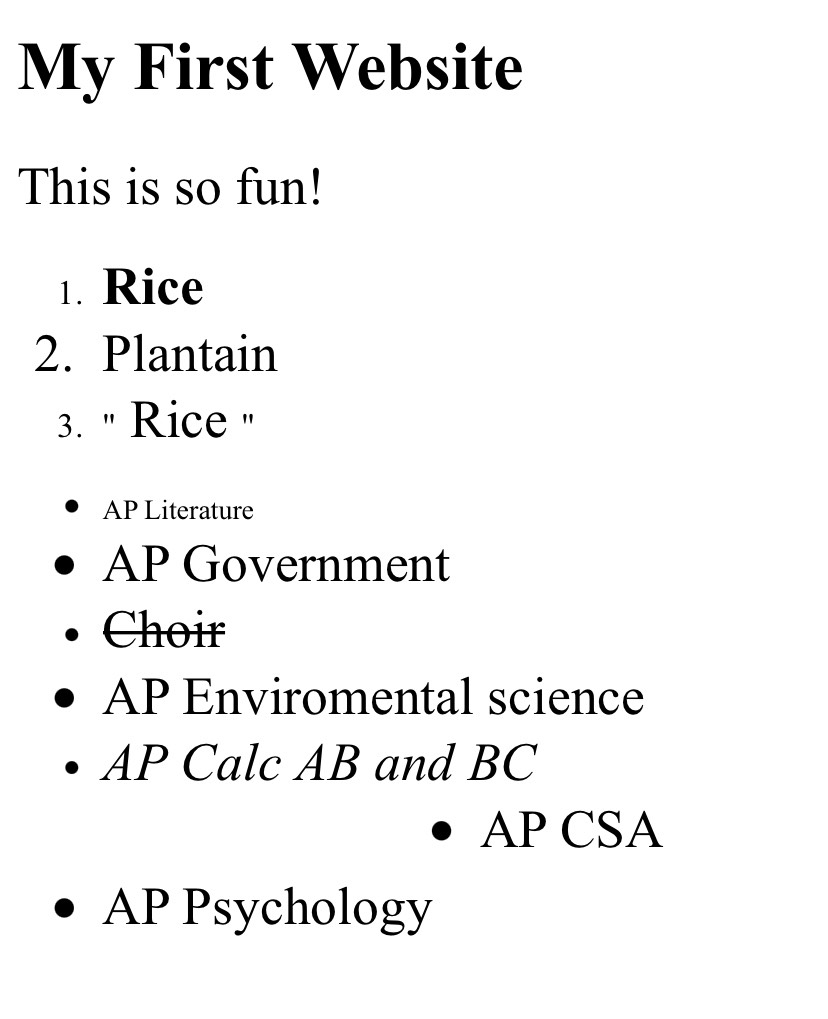 My First Website
This is so fun!
1. Rice
2. Plantain
3. " Rice "
• AP Literature
• AP Government
• Choir
• AP Enviromental science
• AP Calc AB and BC
• AP CSA
• AP Psychology